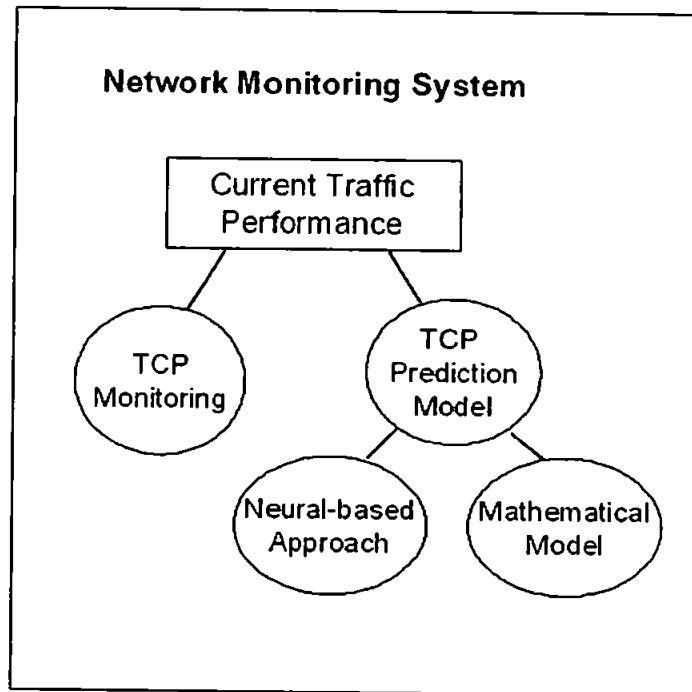 Network Monitoring System
Current Traffic
Performance
TCP
Monitoring
TCP
Prediction
Model
Neural-based
Approach
Mathematical
Model